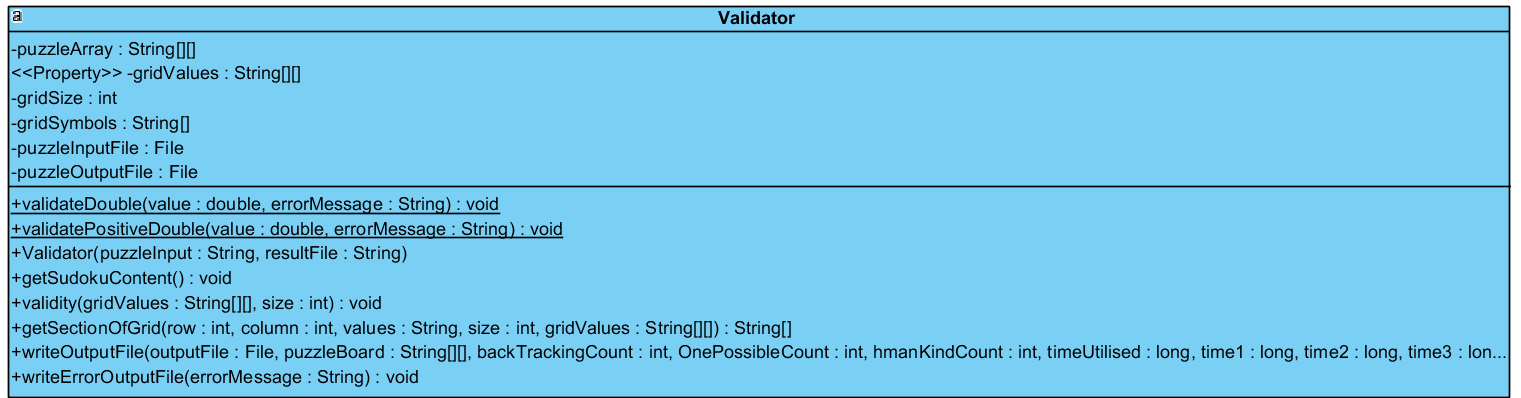 a
Validator
-puzzleArray : String[][]
<<Property>> -gridValues : String[][]
-gridSize : int
-gridSymbols : String[]
-puzzleInputFile : File
-puzzleOutputFile : File
+validateDouble(value : double, errorMessage : String) : void
+validatePositiveDouble(value : double, errorMessage : String) : void
+Validator(puzzleInput : String, resultFile : String)
+getSudokuContent() : void
+validity(gridValues : String[][], size : int) : void
+getSectionOfGrid(row : int, column : int, values : String, size : int, gridValues : String[][]) : String[]
+writeOutputFile(outputFile : File, puzzleBoard : String[][], backTrackingCount : int, OnePossibleCount : int, hmanKindCount : int, timeUtilised : long, time1 : long, time2 : long, time3 : lon...
+writeErrorOutputFile(errorMessage : String) : void